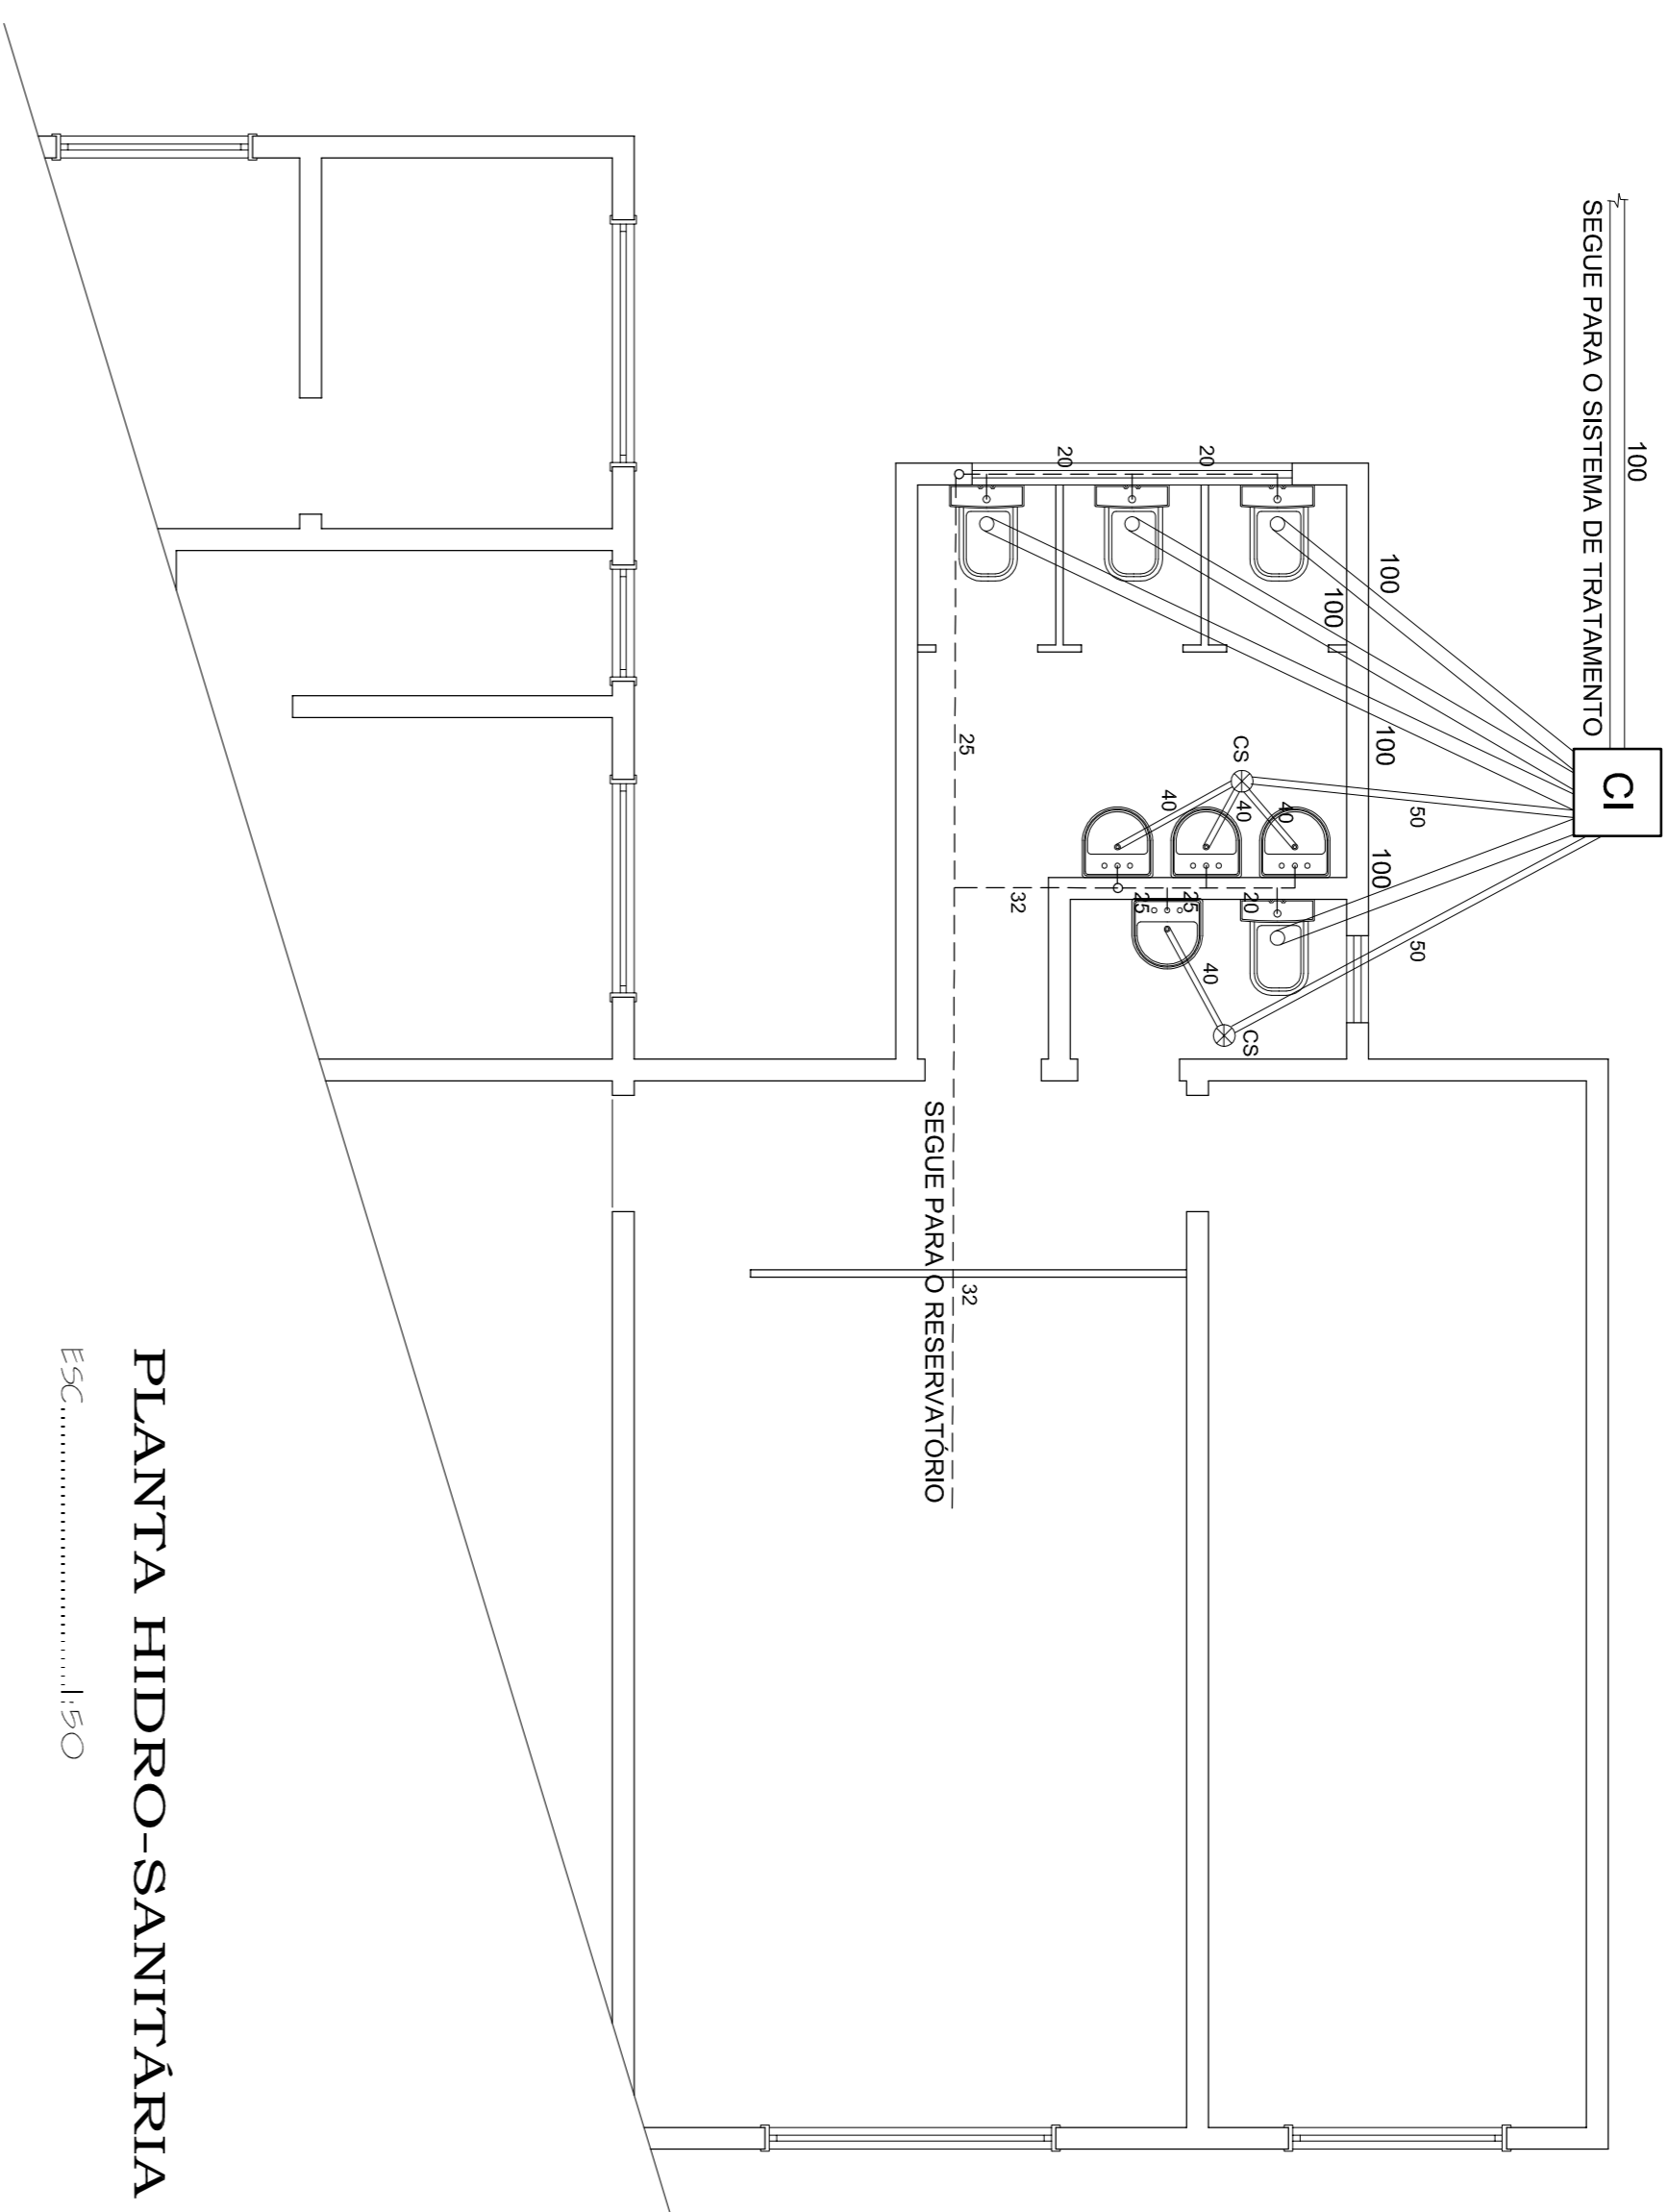 100
SEGUE PARA O SISTEMA DE TRATAMENTO
CI
100
100
100
100
50
50
20
20
CS
40
40
40
25
32
25
25
20
40
CS
SEGUE PARA O RESERVATÓRIO
32
PLANTA HIDRO-SANITÁRIA
ESC..............................1:50